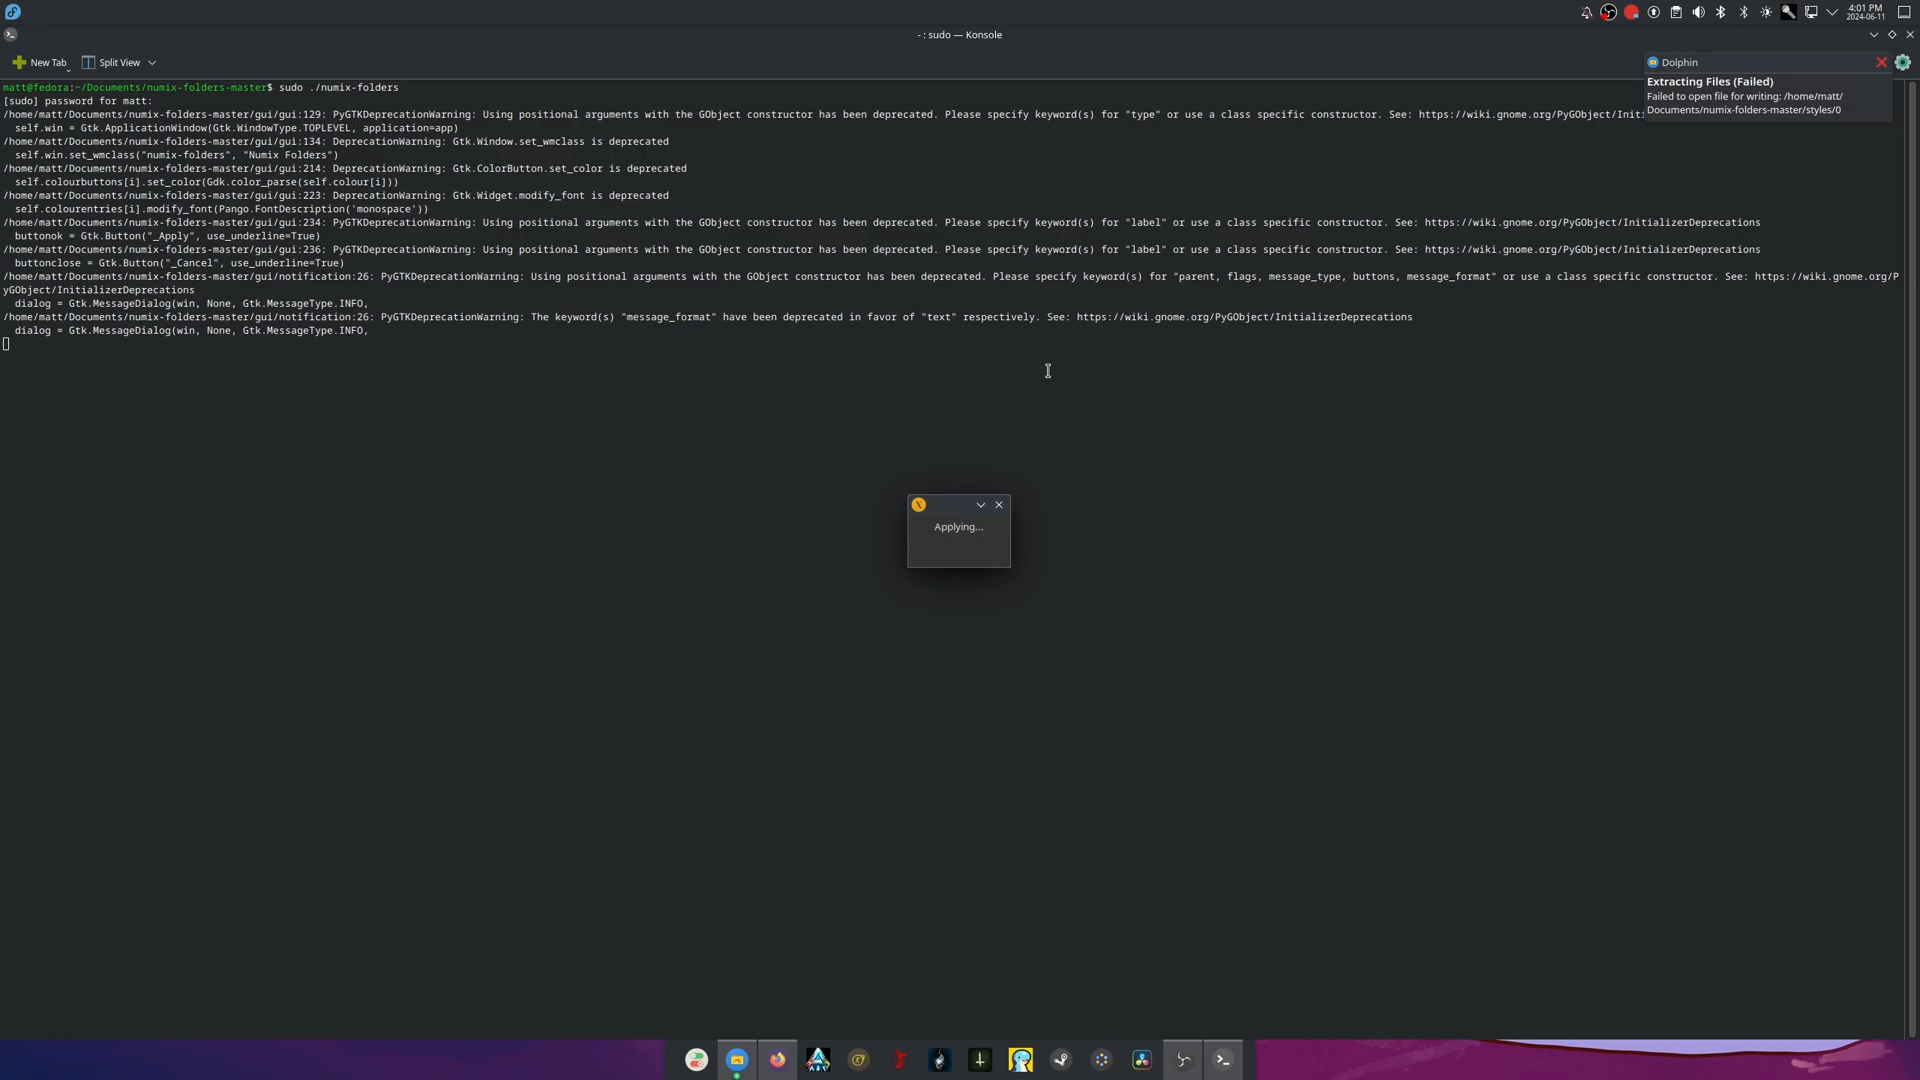 4:01 PM
2024-06-11
- : sudo — Konsole
New Tab
Split View
Dolphin
Extracting Files (Failed)
Failed to open file for writing: /home/matt/
Documents/numix-folders-master/styles/0
matt@fedora:~/Documents/numix-folders-master$ sudo ./numix-folders
[sudo] password for matt:
/home/matt/Documents/numix-folders-master/gui/gui:129: PyGTKDeprecationWarning: Using positional arguments with the GObject constructor has been deprecated. Please specify keyword(s) for "type" or use a class specific constructor. See: https://wiki.gnome.org/PyGObject/Initi
  self.win = Gtk.ApplicationWindow(Gtk.WindowType.TOPLEVEL, application=app)
/home/matt/Documents/numix-folders-master/gui/gui:134: DeprecationWarning: Gtk.Window.set_wmclass is deprecated
  self.win.set_wmclass("numix-folders", "Numix Folders")
/home/matt/Documents/numix-folders-master/gui/gui:214: DeprecationWarning: Gtk.ColorButton.set_color is deprecated
  self.colourbuttons[i].set_color(Gdk.color_parse(self.colour[i]))
/home/matt/Documents/numix-folders-master/gui/gui:223: DeprecationWarning: Gtk.Widget.modify_font is deprecated
  self.colourentries[i].modify_font(Pango.FontDescription('monospace'))
/home/matt/Documents/numix-folders-master/gui/gui:234: PyGTKDeprecationWarning: Using positional arguments with the GObject constructor has been deprecated. Please specify keyword(s) for "label" or use a class specific constructor. See: https://wiki.gnome.org/PyGObject/InitializerDeprecations
  buttonok = Gtk.Button("_Apply", use_underline=True)
/home/matt/Documents/numix-folders-master/gui/gui:236: PyGTKDeprecationWarning: Using positional arguments with the GObject constructor has been deprecated. Please specify keyword(s) for "label" or use a class specific constructor. See: https://wiki.gnome.org/PyGObject/InitializerDeprecations
  buttonclose = Gtk.Button("_Cancel", use_underline=True)
/home/matt/Documents/numix-folders-master/gui/notification:26: PyGTKDeprecationWarning: Using positional arguments with the GObject constructor has been deprecated. Please specify keyword(s) for "parent, flags, message_type, buttons, message_format" or use a class specific constructor. See: https://wiki.gnome.org/P
yGObject/InitializerDeprecations
  dialog = Gtk.MessageDialog(win, None, Gtk.MessageType.INFO,
/home/matt/Documents/numix-folders-master/gui/notification:26: PyGTKDeprecationWarning: The keyword(s) "message_format" have been deprecated in favor of "text" respectively. See: https://wiki.gnome.org/PyGObject/InitializerDeprecations
  dialog = Gtk.MessageDialog(win, None, Gtk.MessageType.INFO,
Applying...